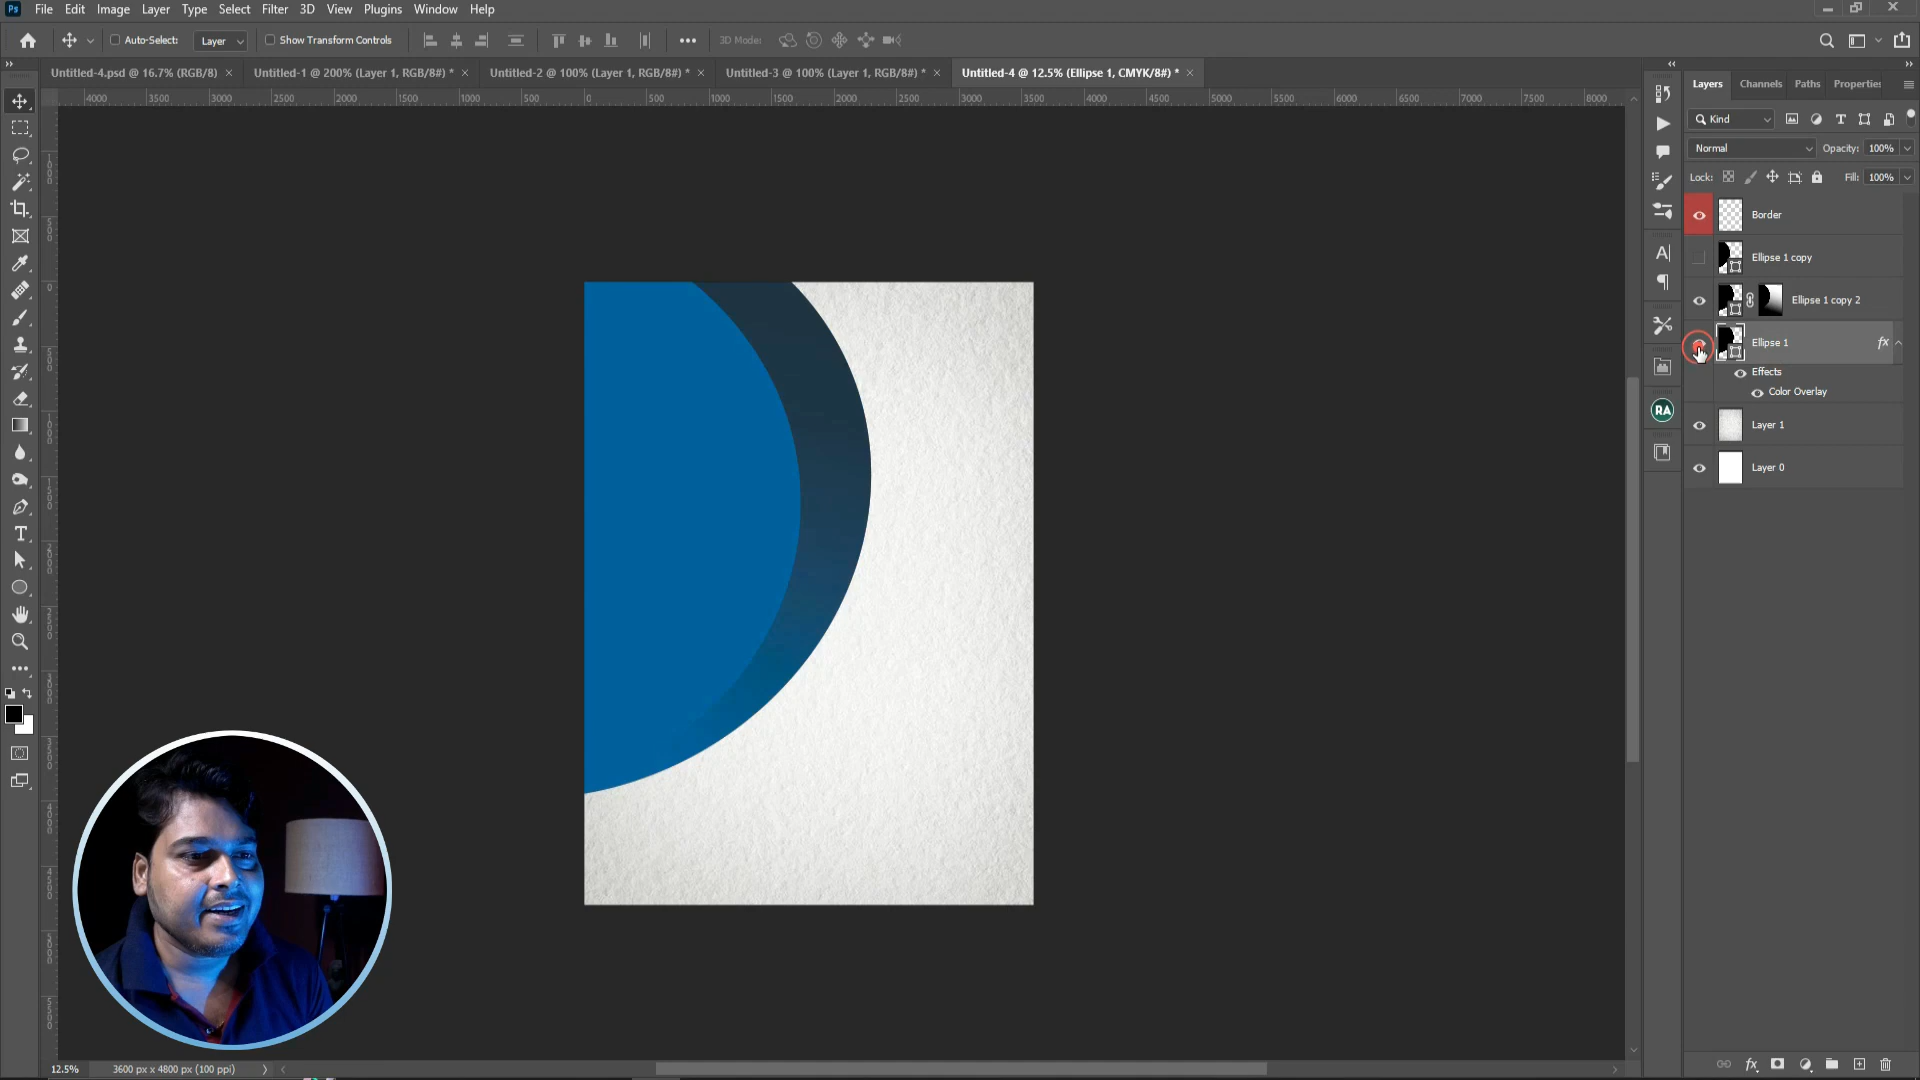 Ps File Edit Image Layer Type Select Filter 3D View Plugins Window Help
Auto-Select: Layer Show Transform Controls 3D Mode:
Untitled-4.psd @ 16.7% (RGB/8) × Untitled-1 @ 200% (Layer 1, RGB/8#) * × Untitled-2 @ 100% (Layer 1, RGB/8#) * × Untitled-3 @ 100% (Layer 1, RGB/8#) * × Untitled-4 @ 12.5% (Ellipse 1, CMYK/8#) * ×
4000 3500 3000 2500 2000 1500 1000 500 0 500 1000 1500 2000 2500 3000 3500 4000 4500 5000 5500 6000 6500 7000 7500 8000
Layers Channels Paths Properties
Kind
Normal Opacity: 100%
Lock: Fill: 100%
Border
Ellipse 1 copy
Ellipse 1 copy 2
Ellipse 1 fx
Effects
Color Overlay
RA
Layer 1
Layer 0
12.5% 3600 px x 4800 px (100 ppi)